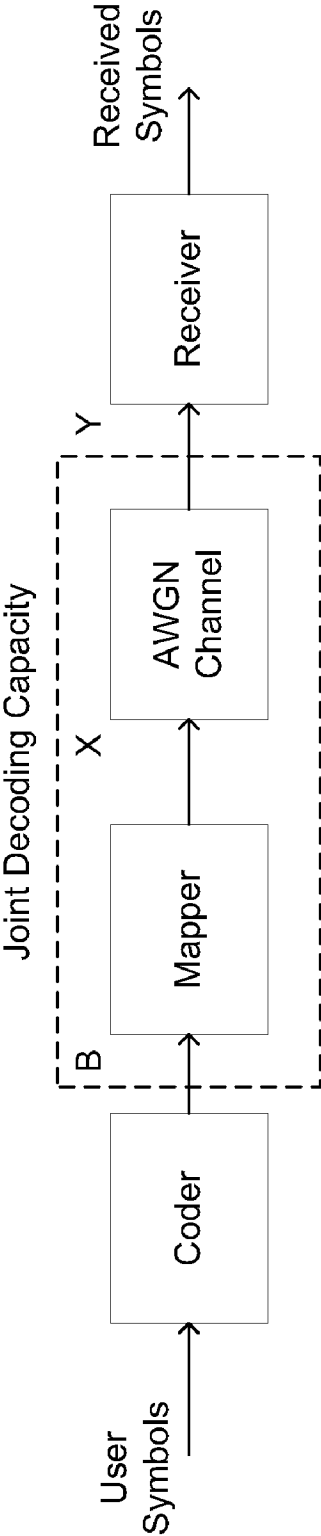 Joint Decoding Capacity
User
Symbols
Coder
B
Mapper
X
AWGN
Channel
Y
Receiver
Received
Symbols